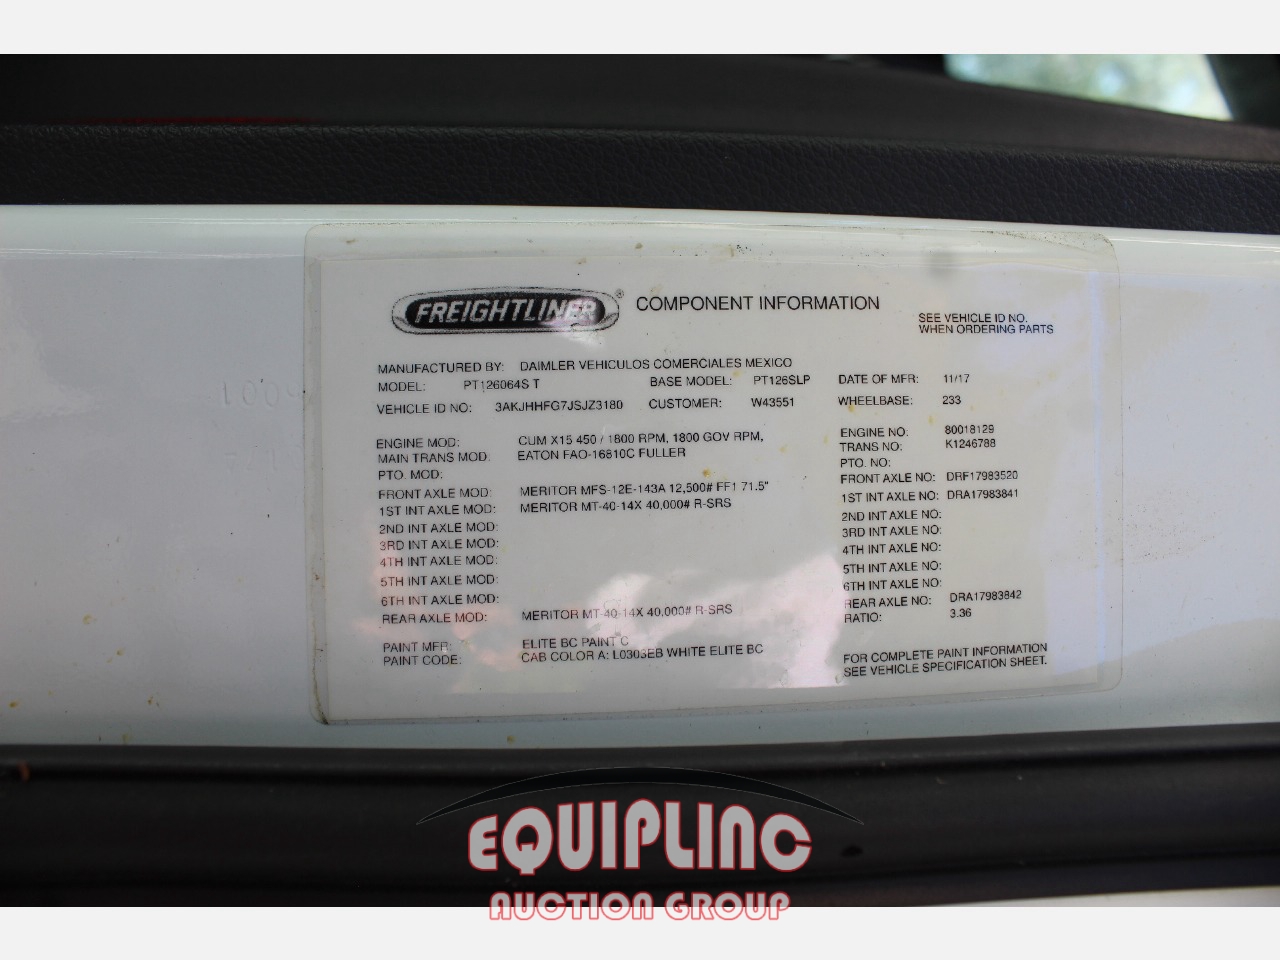 FREIGHTLINER® COMPONENT INFORMATION
SEE VEHICLE ID NO.
WHEN ORDERING PARTS
MANUFACTURED BY: DAIMLER VEHICULOS COMERCIALES MEXICO
MODEL: PT126064S T BASE MODEL: PT126SLP DATE OF MFR: 11/17
VEHICLE ID NO: 3AKJHHFG7JSJZ3180 CUSTOMER: W43551 WHEELBASE: 233
ENGINE MOD: CUM X15 450 / 1800 RPM, 1800 GOV RPM, ENGINE NO: 80018129
MAIN TRANS MOD: EATON FAO-16810C FULLER TRANS NO: K1246788
PTO. MOD: PTO. NO:
FRONT AXLE MOD: MERITOR MFS-12E-143A 12,500# FF1 71.5" FRONT AXLE NO: DRF17983520
1ST INT AXLE MOD: MERITOR MT-40-14X 40,000# R-SRS 1ST INT AXLE NO: DRA17983841
2ND INT AXLE MOD: 2ND INT AXLE NO:
3RD INT AXLE MOD: 3RD INT AXLE NO:
4TH INT AXLE MOD: 4TH INT AXLE NO:
5TH INT AXLE MOD: 5TH INT AXLE NO:
6TH INT AXLE MOD: 6TH INT AXLE NO:
REAR AXLE MOD: MERITOR MT-40-14X 40,000# R-SRS REAR AXLE NO: DRA17983842
RATIO: 3.36
PAINT MFR: ELITE BC PAINT C
PAINT CODE: CAB COLOR A: L0303EB WHITE ELITE BC
FOR COMPLETE PAINT INFORMATION
SEE VEHICLE SPECIFICATION SHEET.
EQUIPLINC
AUCTION GROUP